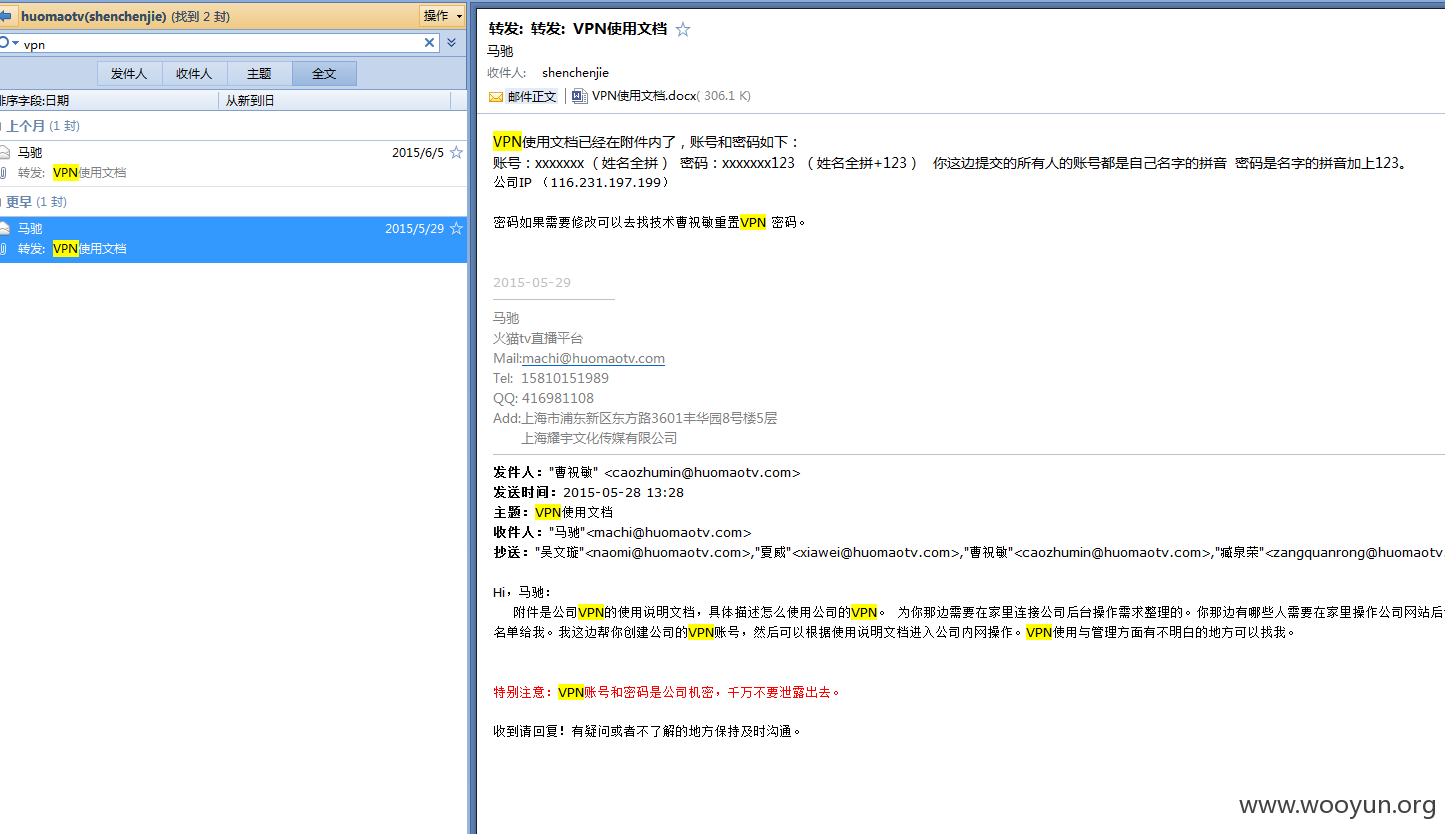 huomaotv(shenchenjie) (找到 2 封)
操作
vpn
发件人 收件人 主题 全文
排序字段:日期 从新到旧
上个月 (1 封)
马驰 2015/6/5
转发: VPN使用文档
更早 (1 封)
马驰 2015/5/29
转发: VPN使用文档
转发: 转发: VPN使用文档
马驰
收件人: shenchenjie
邮件正文 VPN使用文档.docx( 306.1 K)
VPN使用文档已经在附件内了，账号和密码如下：
账号：xxxxxxx （姓名全拼） 密码：xxxxxxx123 （姓名全拼+123） 你这边提交的所有人的账号都是自己名字的拼音 密码是名字的拼音加上123。
公司IP （116.231.197.199）
密码如果需要修改可以去找技术曹祝敏重置VPN 密码。
2015-05-29
马驰
火猫tv直播平台
Mail:machi@huomaotv.com
Tel: 15810151989
QQ: 416981108
Add:上海市浦东新区东方路3601丰华园8号楼5层
上海耀宇文化传媒有限公司
发件人："曹祝敏" <caozhumin@huomaotv.com>
发送时间：2015-05-28 13:28
主题：VPN使用文档
收件人："马驰"<machi@huomaotv.com>
抄送："吴文璇"<naomi@huomaotv.com>,"夏威"<xiawei@huomaotv.com>,"曹祝敏"<caozhumin@huomaotv.com>,"臧泉荣"<zangquanrong@huomaotv.
Hi，马驰：
附件是公司VPN的使用说明文档，具体描述怎么使用公司的VPN。 为你那边需要在家里连接公司后台操作需求整理的。你那边有哪些人需要在家里操作公司网站后
名单给我。我这边帮你创建公司的VPN账号，然后可以根据使用说明文档进入公司内网操作。VPN使用与管理方面有不明白的地方可以找我。
特别注意：VPN账号和密码是公司机密，千万不要泄露出去。
收到请回复！有疑问或者不了解的地方保持及时沟通。
www.wooyun.org